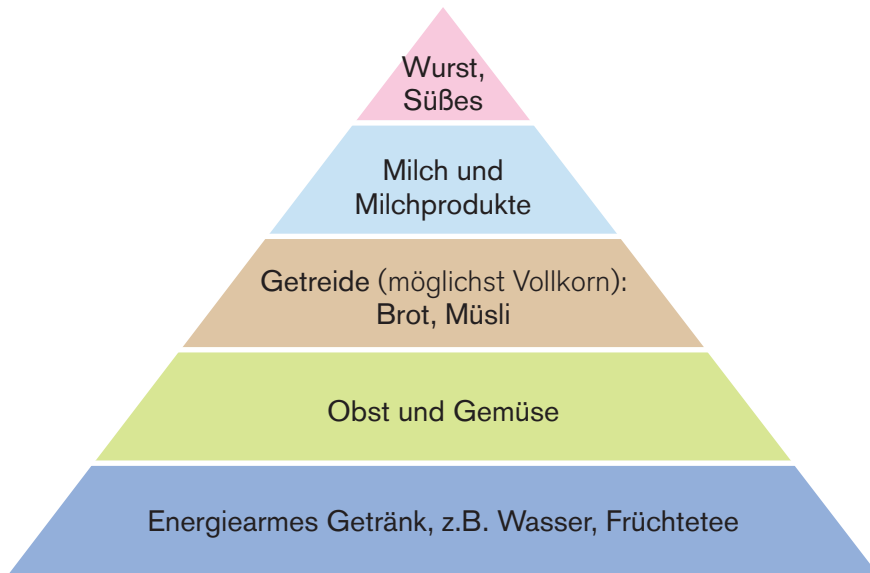 Wurst,
Süßes
Milch und
Milchprodukte
Getreide (möglichst Vollkorn):
Brot, Müsli
Obst und Gemüse
Energiearmes Getränk, z.B. Wasser, Früchtetee